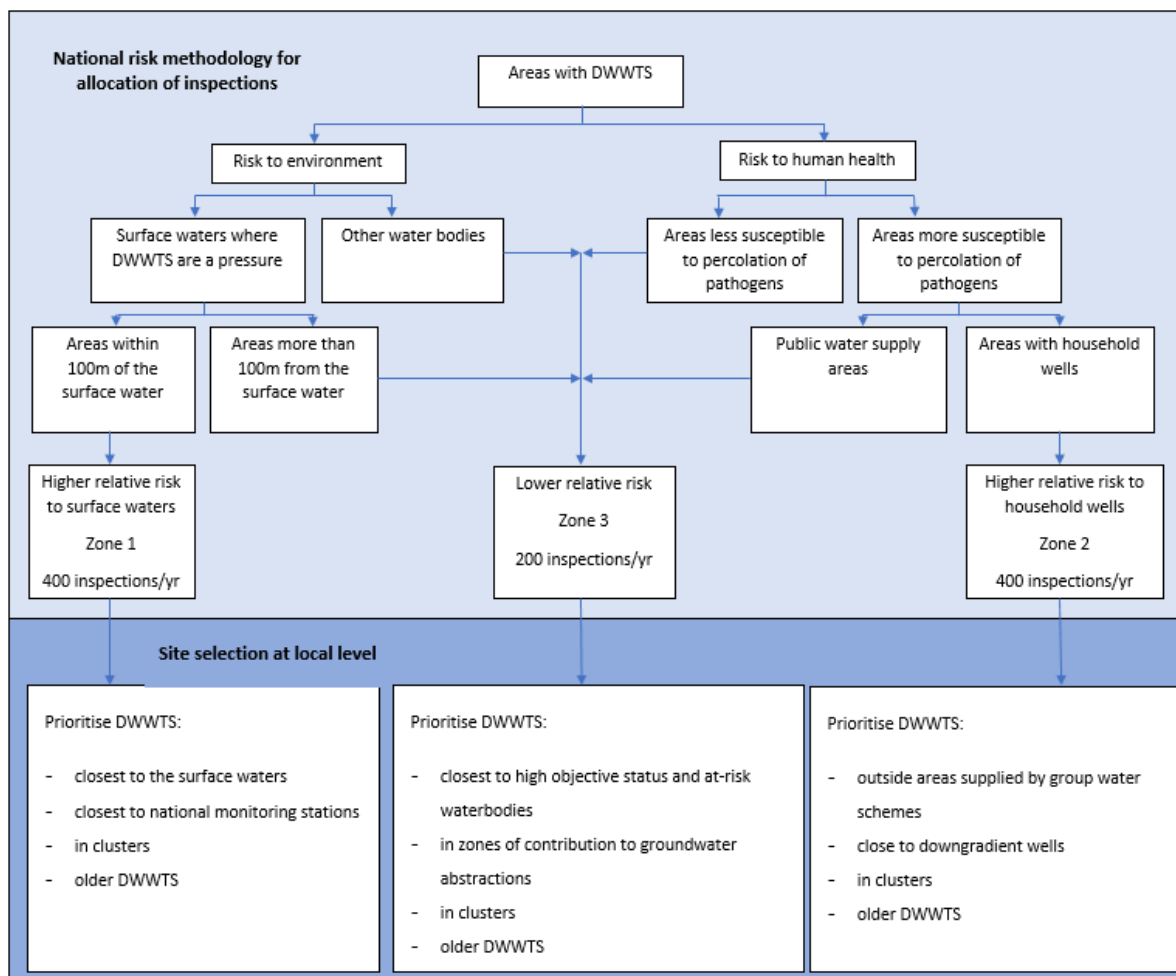 National risk methodology for
allocation of inspections
Areas with DWWTS
Risk to environment
Risk to human health
Surface waters where
DWWTS are a pressure
Other water bodies
Areas less susceptible
to percolation of
pathogens
Areas more susceptible
to percolation of
pathogens
Areas within
100m of the
surface water
Areas more than
100m from the
surface water
Public water supply
areas
Areas with household
wells
Higher relative risk
to surface waters
Zone 1
400 inspections/yr
Lower relative risk
Zone 3
200 inspections/yr
Higher relative risk to
household wells
Zone 2
400 inspections/yr
Site selection at local level
Prioritise DWWTS:
- closest to the surface waters
- closest to national monitoring stations
- in clusters
- older DWWTS
Prioritise DWWTS:
- closest to high objective status and at-risk
waterbodies
- in zones of contribution to groundwater
abstractions
- in clusters
- older DWWTS
Prioritise DWWTS:
- outside areas supplied by group water
schemes
- close to downgradient wells
- in clusters
- older DWWTS